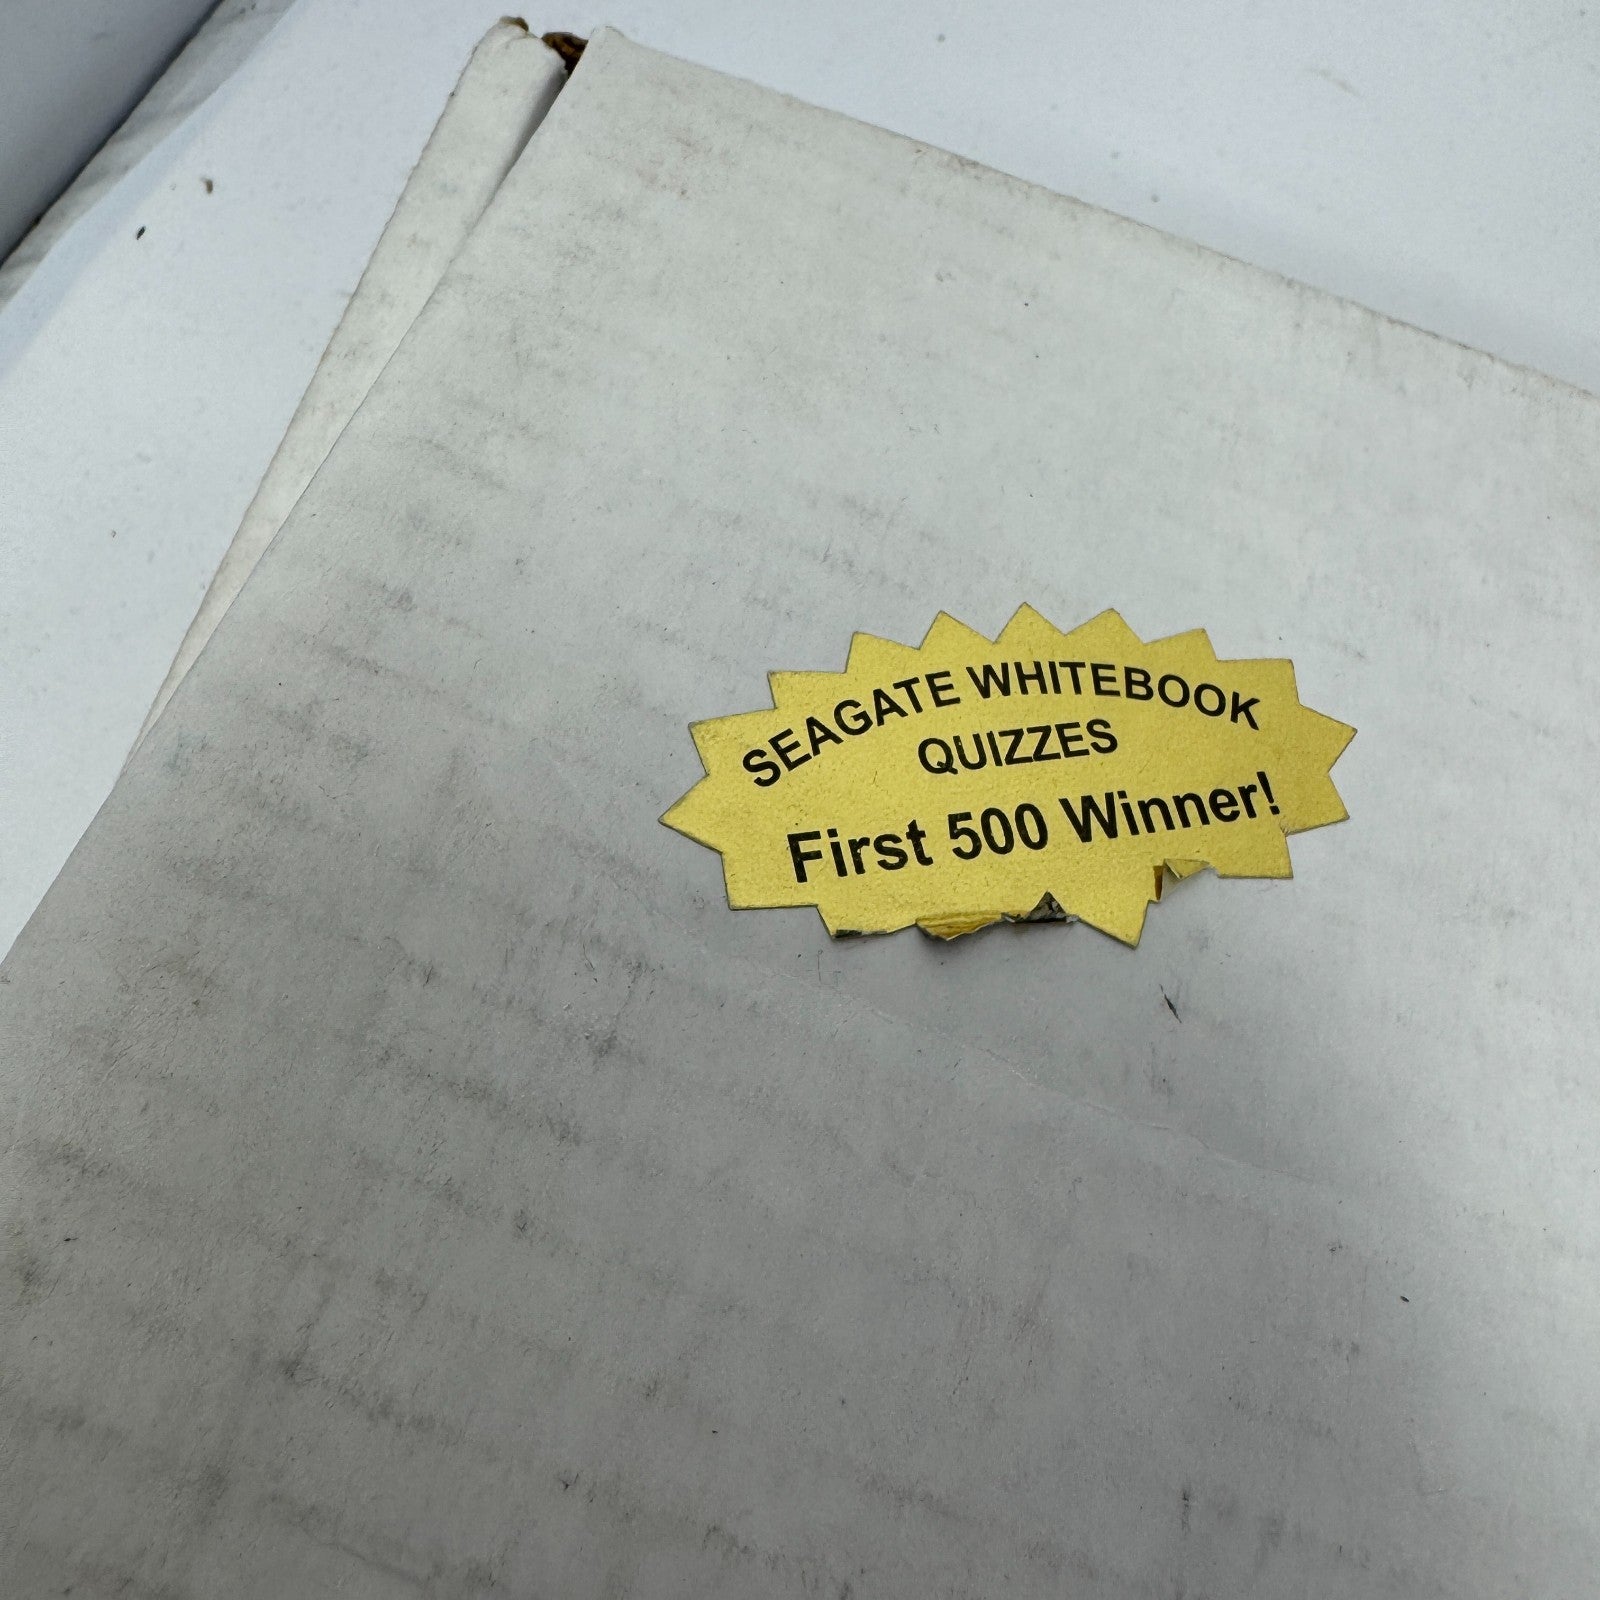 SEAGATE WHITEBOOK
QUIZZES
First 500 Winner!